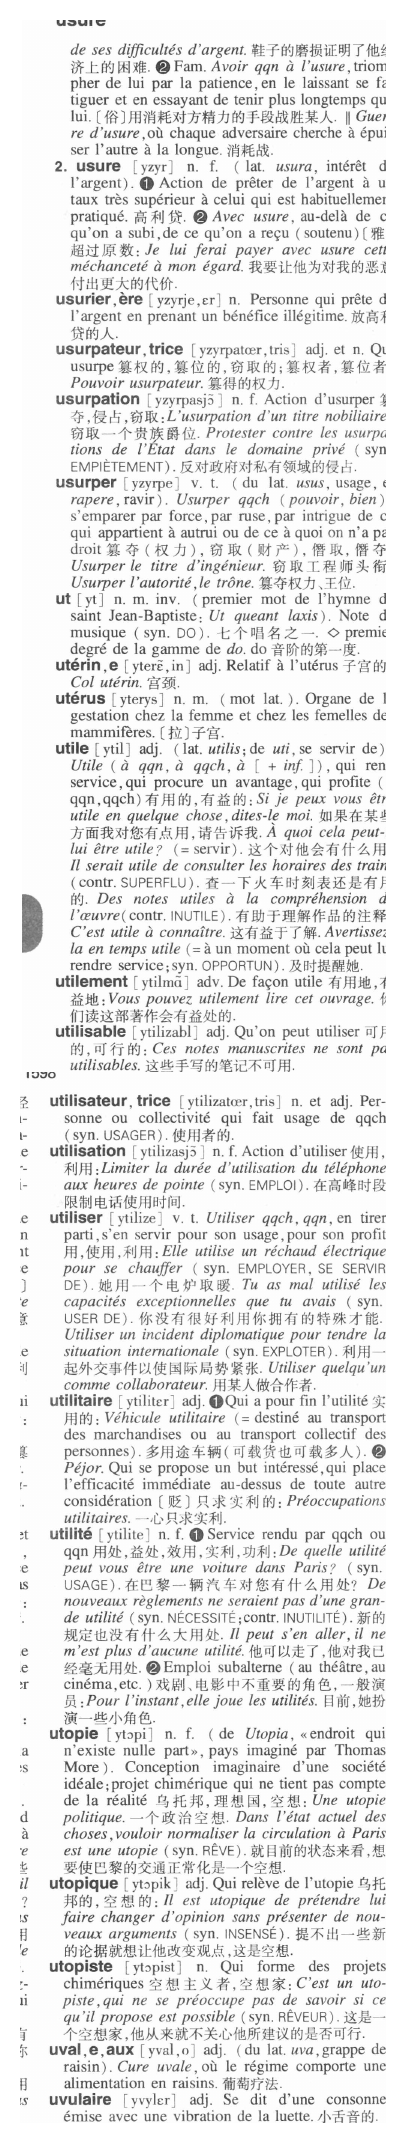 usure
de ses difficultés d'argent. 鞋子的磨损证明了他经
济上的困难. ❷ Fam. Avoir qqn à l'usure, triom
pher de lui par la patience, en le laissant se fa
tiguer et en essayant de tenir plus longtemps qu
lui. [俗]用消耗对方精力的手段战胜某人. ‖ Guer
re d'usure, où chaque adversaire cherche à épui
ser l'autre à la longue. 消耗战.
2. usure [yzyr] n. f. (lat. usura, intérêt d
l'argent). ❶ Action de prêter de l'argent à u
taux très supérieur à celui qui est habituellemen
pratiqué. 高利贷. ❷ Avec usure, au-delà de c
qu'on a subi, de ce qu'on a reçu (soutenu) [雅
超过原数: Je lui ferai payer avec usure cett
méchanceté à mon égard. 我要让他为对我的恶意
付出更大的代价.
usurier, ère [yzyrje, ɛr] n. Personne qui prête d
l'argent en prenant un bénéfice illégitime. 放高利
贷的人.
usurpateur, trice [yzyrpatœr, tris] adj. et n. Qu
usurpe 篡权的, 篡位的, 窃取的; 篡权者, 篡位者
Pouvoir usurpateur. 篡得的权力.
usurpation [yzyrpasjɔ̃] n. f. Action d'usurper 篡
夺, 侵占, 窃取: L'usurpation d'un titre nobiliaire
窃取一个贵族爵位. Protester contre les usurpa
tions de l'État dans le domaine privé (syn
EMPIÈTEMENT). 反对政府对私有领域的侵占.
usurper [yzyrpe] v. t. (du lat. usus, usage, e
rapere, ravir). Usurper qqch (pouvoir, bien)
s'emparer par force, par ruse, par intrigue de c
qui appartient à autrui ou de ce à quoi on n'a pa
droit 篡夺(权力), 窃取(财产), 僭取, 僭夺
Usurper le titre d'ingénieur. 窃取工程师头衔
Usurper l'autorité, le trône. 篡夺权力、王位.
ut [yt] n. m. inv. (premier mot de l'hymne d
saint Jean-Baptiste: Ut queant laxis). Note d
musique (syn. DO). 七个唱名之一. ◇ premie
degré de la gamme de do. do 音阶的第一度.
utérin, e [yterɛ̃, in] adj. Relatif à l'utérus 子宫的
Col utérin. 宫颈.
utérus [yterys] n. m. (mot lat.). Organe de l
gestation chez la femme et chez les femelles de
mammifères. [拉]子宫.
utile [ytil] adj. (lat. utilis; de uti, se servir de)
Utile (à qqn, à qqch, à [ + inf. ]), qui ren
service, qui procure un avantage, qui profite (
qqn, qqch) 有用的, 有益的: Si je peux vous êtr
utile en quelque chose, dites-le moi. 如果在某些
方面我对您有点用, 请告诉我. À quoi cela peut-
lui être utile? (= servir). 这个对他会有什么用
Il serait utile de consulter les horaires des train
(contr. SUPERFLU). 查一下火车时刻表还是有用
的. Des notes utiles à la compréhension d
l'œuvre (contr. INUTILE). 有助于理解作品的注释
C'est utile à connaître. 这有益于了解. Avertissez
la en temps utile (= à un moment où cela peut lu
rendre service; syn. OPPORTUN). 及时提醒她.
utilement [ytilmɑ̃] adv. De façon utile 有用地, 有
益地: Vous pouvez utilement lire cet ouvrage. 你
们读这部著作会有益处的.
utilisable [ytilizabl] adj. Qu'on peut utiliser 可用
的, 可行的: Ces notes manuscrites ne sont pa
utilisables. 这些手写的笔记不可用.
utilisateur, trice [ytilizatœr, tris] n. et adj. Per-
sonne ou collectivité qui fait usage de qqch
(syn. USAGER). 使用者的.
utilisation [ytilizasjɔ̃] n. f. Action d'utiliser 使用,
利用: Limiter la durée d'utilisation du téléphone
aux heures de pointe (syn. EMPLOI). 在高峰时段
限制电话使用时间.
utiliser [ytilize] v. t. Utiliser qqch, qqn, en tirer
parti, s'en servir pour son usage, pour son profit
用, 使用, 利用: Elle utilise un réchaud électrique
pour se chauffer (syn. EMPLOYER, SE SERVIR
DE). 她用一个电炉取暖. Tu as mal utilisé les
capacités exceptionnelles que tu avais (syn.
USER DE). 你没有很好利用你拥有的特殊才能.
Utiliser un incident diplomatique pour tendre la
situation internationale (syn. EXPLOTER). 利用一
起外交事件以使国际局势紧张. Utiliser quelqu'un
comme collaborateur. 用某人做合作者.
utilitaire [ytiliter] adj. ❶ Qui a pour fin l'utilité 实
用的: Véhicule utilitaire (= destiné au transport
des marchandises ou au transport collectif des
personnes). 多用途车辆(可载货也可载多人). ❷
Péjor. Qui se propose un but intéressé, qui place
l'efficacité immédiate au-dessus de toute autre
considération [贬]只求实利的: Préoccupations
utilitaires. 一心只求实利.
utilité [ytilite] n. f. ❶ Service rendu par qqch ou
qqn 用处, 益处, 效用, 实利, 功利: De quelle utilité
peut vous être une voiture dans Paris? (syn.
USAGE). 在巴黎一辆汽车对您有什么用处? De
nouveaux règlements ne seraient pas d'une gran-
de utilité (syn. NÉCESSITÉ; contr. INUTILITÉ). 新的
规定也没有什么大用处. Il peut s'en aller, il ne
m'est plus d'aucune utilité. 他可以走了, 他对我已
经毫无用处. ❷ Emploi subalterne (au théâtre, au
cinéma, etc.) 戏剧、电影中不重要的角色, 一般演
员: Pour l'instant, elle joue les utilités. 目前, 她扮
演一些小角色.
utopie [ytɔpi] n. f. (de Utopia, «endroit qui
n'existe nulle part», pays imaginé par Thomas
More). Conception imaginaire d'une société
idéale; projet chimérique qui ne tient pas compte
de la réalité 乌托邦, 理想国, 空想: Une utopie
politique. 一个政治空想. Dans l'état actuel des
choses, vouloir normaliser la circulation à Paris
est une utopie (syn. RÊVE). 就目前的状态来看, 想
要使巴黎的交通正常化是一个空想.
utopique [ytɔpik] adj. Qui relève de l'utopie 乌托
邦的, 空想的: Il est utopique de prétendre lui
faire changer d'opinion sans présenter de nou-
veaux arguments (syn. INSENSÉ). 提不出一些新
的论据就想让他改变观点, 这是空想.
utopiste [ytɔpist] n. Qui forme des projets
chimériques 空想主义者, 空想家: C'est un uto-
piste, qui ne se préoccupe pas de savoir si ce
qu'il propose est possible (syn. RÊVEUR). 这是一
个空想家, 他从来就不关心他所建议的是否可行.
uval, e, aux [yval, o] adj. (du lat. uva, grappe de
raisin). Cure uvale, où le régime comporte une
alimentation en raisins. 葡萄疗法.
uvulaire [yvylɛr] adj. Se dit d'une consonne
émise avec une vibration de la luette. 小舌音的.